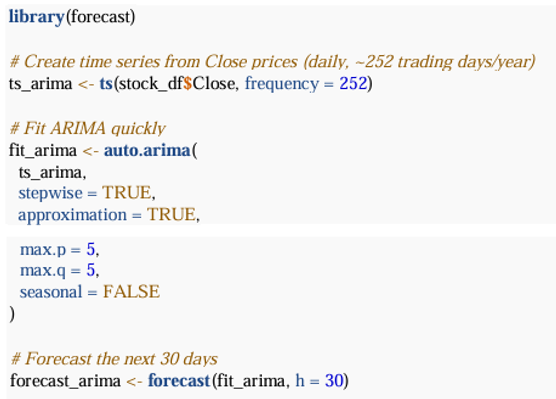 library(forecast)
# Create time series from Close prices (daily, ~252 trading days/year)
ts_arima <- ts(stock_df$Close, frequency = 252)
# Fit ARIMA quickly
fit_arima <- auto.arima(
ts_arima,
stepwise = TRUE,
approximation = TRUE,
max.p = 5,
max.q = 5,
seasonal = FALSE
)
# Forecast the next 30 days
forecast_arima <- forecast(fit_arima, h = 30)